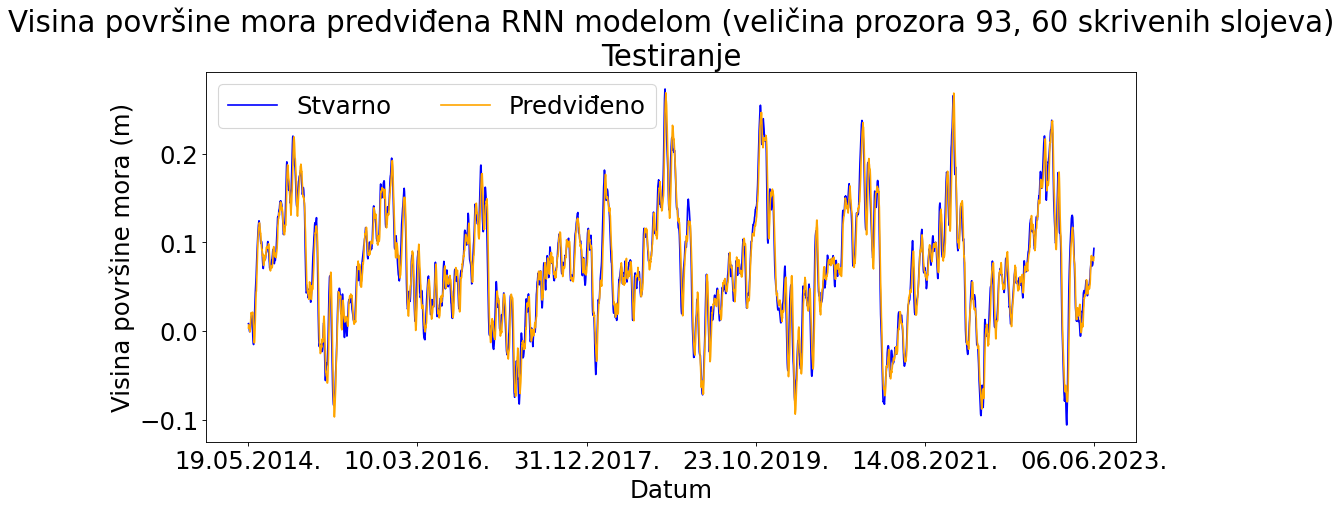 Visina površine mora predviđena RNN modelom (veličina prozora 93, 60 skrivenih slojeva)
Testiranje
Stvarno
Predviđeno
Visina površine mora (m)
0.2
0.1
0.0
−0.1
19.05.2014.
10.03.2016.
31.12.2017.
23.10.2019.
14.08.2021.
06.06.2023.
Datum